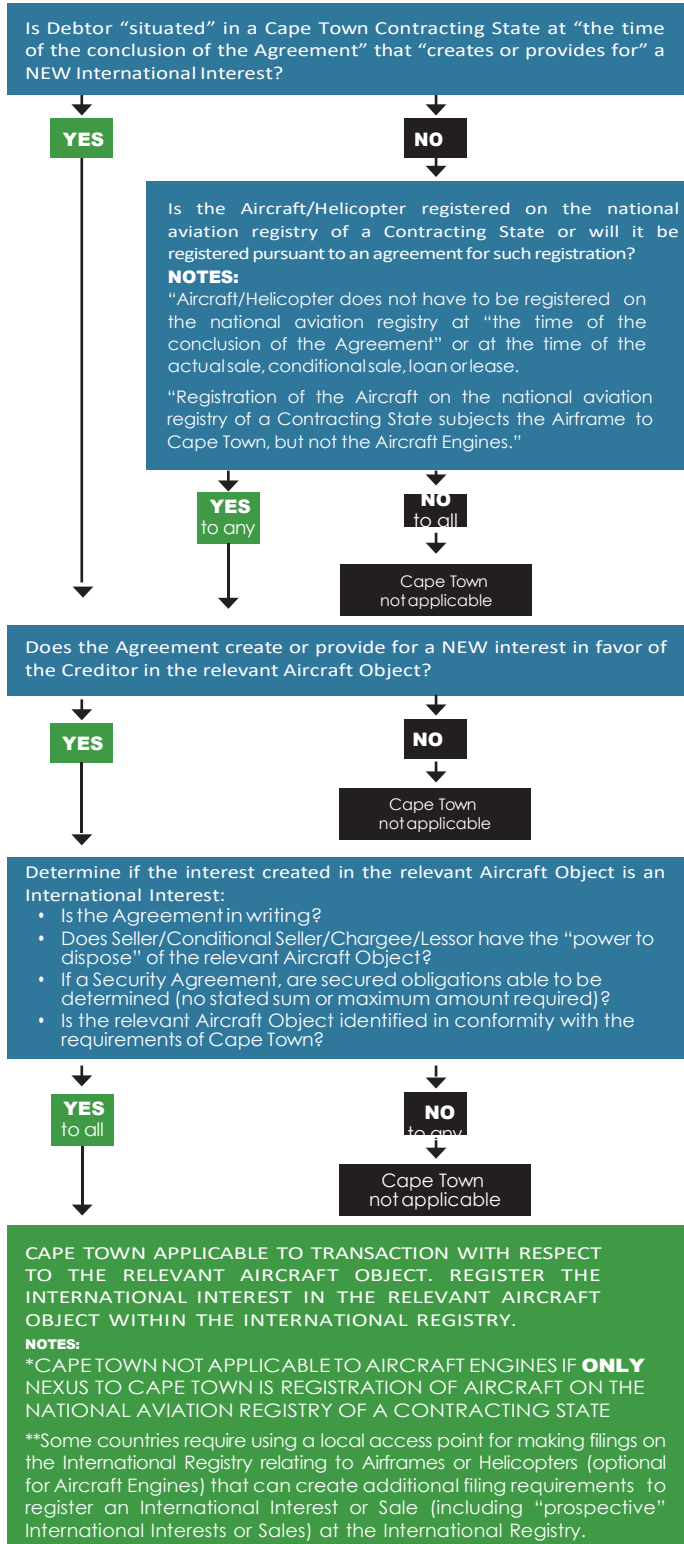 Is Debtor “situated” in a Cape Town Contracting State at “the time
of the conclusion of the Agreement” that “creates or provides for” a
NEW International Interest?
YES
NO
Is the Aircraft/Helicopter registered on the national
aviation registry of a Contracting State or will it be
registered pursuant to an agreement for such registration?
NOTES:
“Aircraft/Helicopter does not have to be registered on
the national aviation registry at “the time of the
conclusion of the Agreement” or at the time of the
actual sale, conditional sale, loan or lease.
“Registration of the Aircraft on the national aviation
registry of a Contracting State subjects the Airframe to
Cape Town, but not the Aircraft Engines.”
YES
to any
NO
to all
Cape Town
not applicable
Does the Agreement create or provide for a NEW interest in favor of
the Creditor in the relevant Aircraft Object?
YES
NO
Cape Town
not applicable
Determine if the interest created in the relevant Aircraft Object is an
International Interest:
• Is the Agreement in writing?
• Does Seller/Conditional Seller/Chargee/Lessor have the “power to
dispose” of the relevant Aircraft Object?
• If a Security Agreement, are secured obligations able to be
determined (no stated sum or maximum amount required)?
• Is the relevant Aircraft Object identified in conformity with the
requirements of Cape Town?
YES
to all
NO
to any
Cape Town
not applicable
CAPE TOWN APPLICABLE TO TRANSACTION WITH RESPECT
TO THE RELEVANT AIRCRAFT OBJECT. REGISTER THE
INTERNATIONAL INTEREST IN THE RELEVANT AIRCRAFT
OBJECT WITHIN THE INTERNATIONAL REGISTRY.
NOTES:
*CAPE TOWN NOT APPLICABLE TO AIRCRAFT ENGINES IF ONLY
NEXUS TO CAPE TOWN IS REGISTRATION OF AIRCRAFT ON THE
NATIONAL AVIATION REGISTRY OF A CONTRACTING STATE
**Some countries require using a local access point for making filings on
the International Registry relating to Airframes or Helicopters (optional
for Aircraft Engines) that can create additional filing requirements to
register an International Interest or Sale (including “prospective”
International Interests or Sales) at the International Registry.